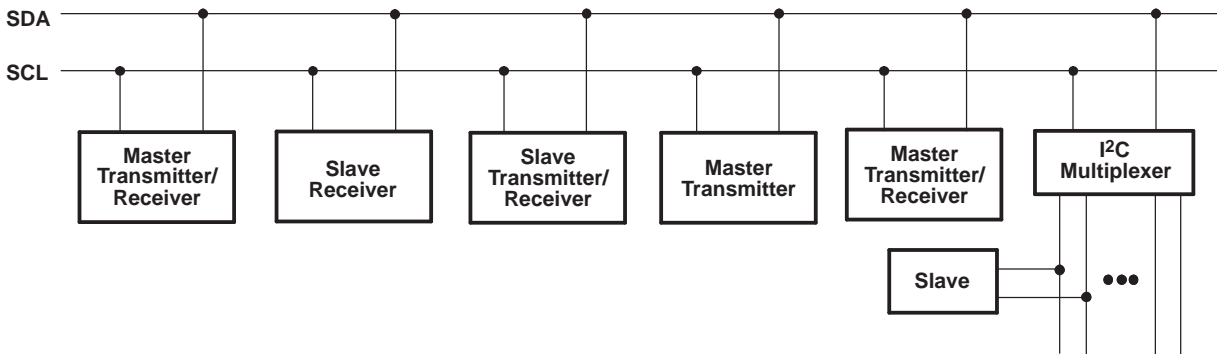 SDA
SCL
Master
Transmitter/
Receiver
Slave
Receiver
Slave
Transmitter/
Receiver
Master
Transmitter
Master
Transmitter/
Receiver
I²C
Multiplexer
Slave